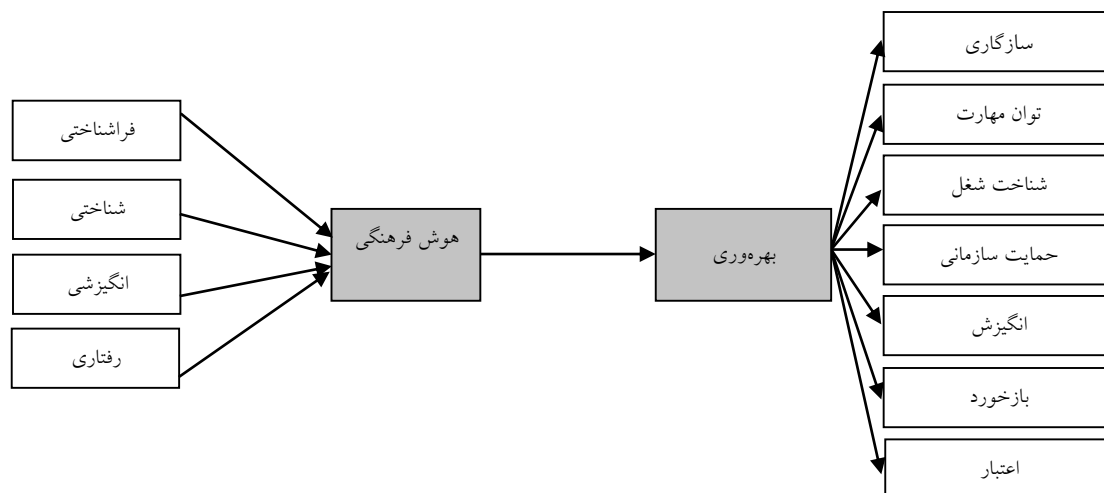 سازگاری
توان مهارت
شناخت شغل
حمایت سازمانی
انگیزش
بازخورد
اعتبار
بهره‌وری
هوش فرهنگی
فراشناختی
شناختی
انگیزشی
رفتاری